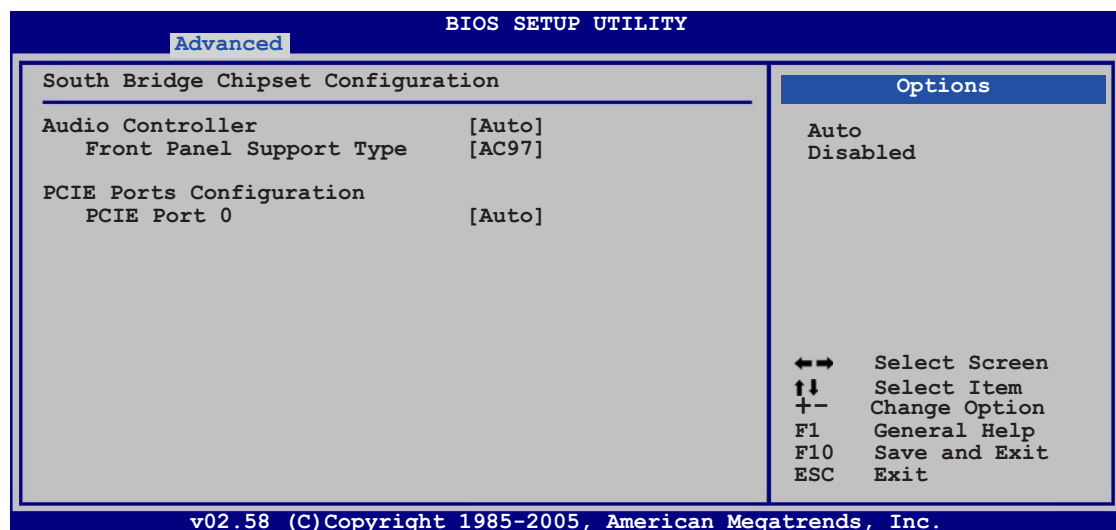 BIOS SETUP UTILITY
Advanced
South Bridge Chipset Configuration
Audio Controller [Auto]
Front Panel Support Type [AC97]
PCIE Ports Configuration
PCIE Port 0 [Auto]
Options
Auto
Disabled
←→ Select Screen
↑↓ Select Item
+- Change Option
F1 General Help
F10 Save and Exit
ESC Exit
v02.58 (C)Copyright 1985-2005, American Megatrends, Inc.